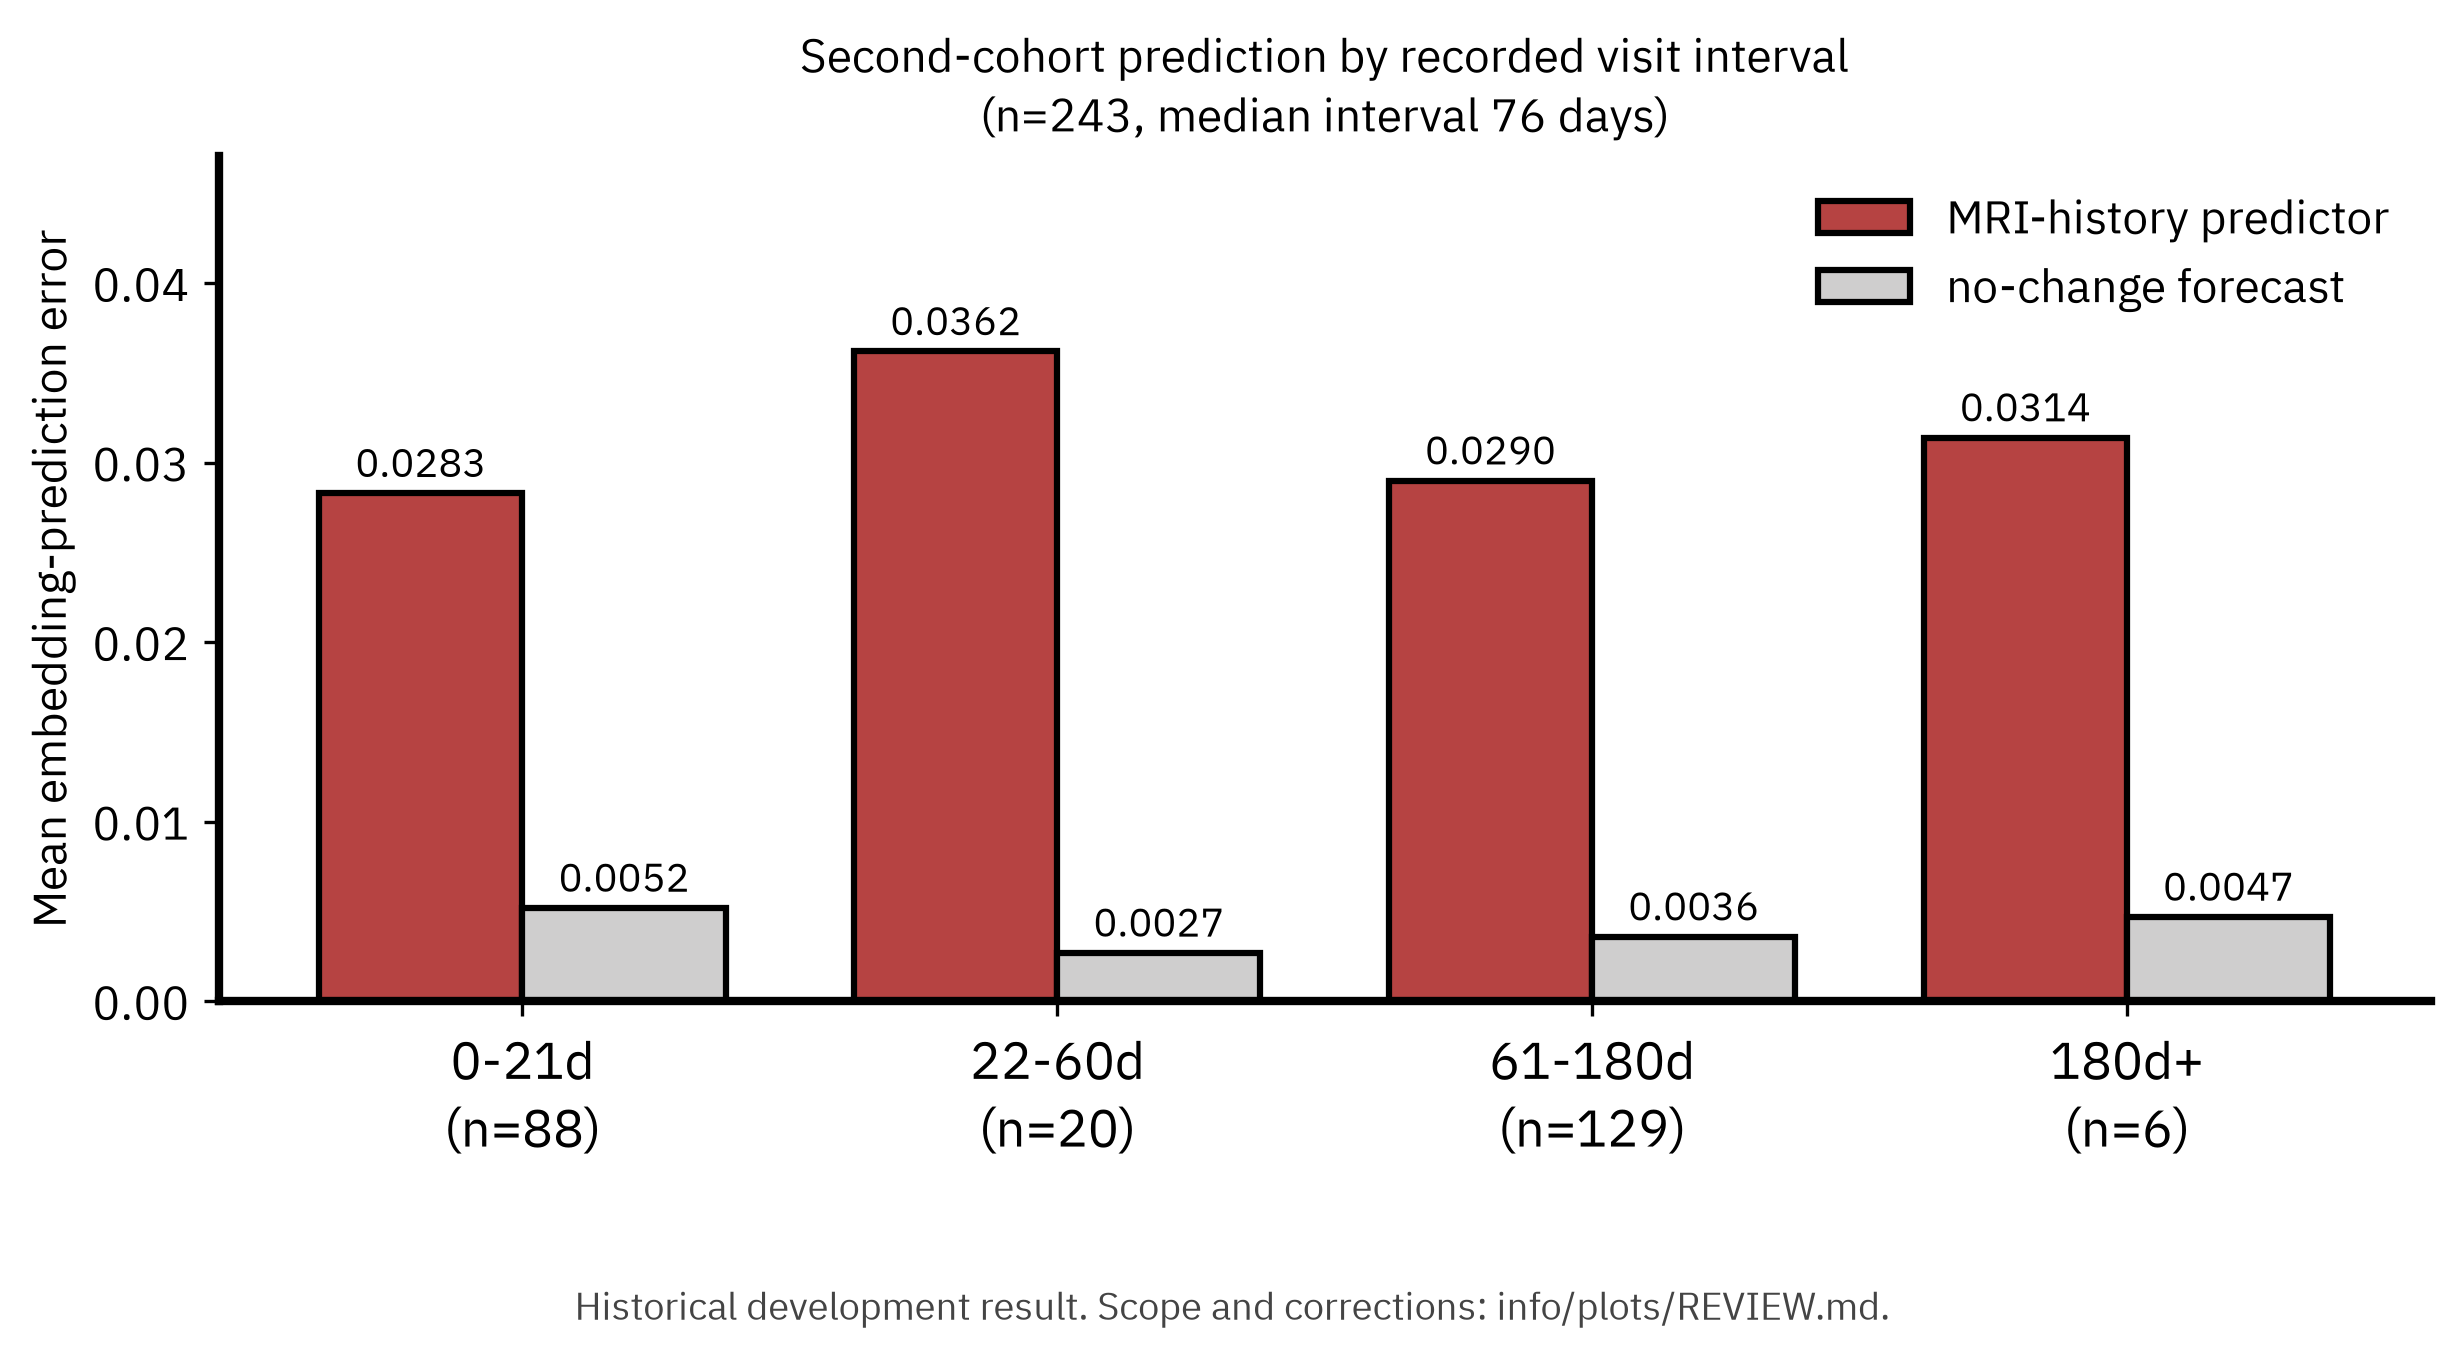 Second-cohort prediction by recorded visit interval
(n=243, median interval 76 days)
MRI-history predictor
no-change forecast
Mean embedding-prediction error
0.04
0.03
0.02
0.01
0.00
0.0283
0.0052
0.0362
0.0027
0.0290
0.0036
0.0314
0.0047
0-21d
(n=88)
22-60d
(n=20)
61-180d
(n=129)
180d+
(n=6)
Historical development result. Scope and corrections: info/plots/REVIEW.md.